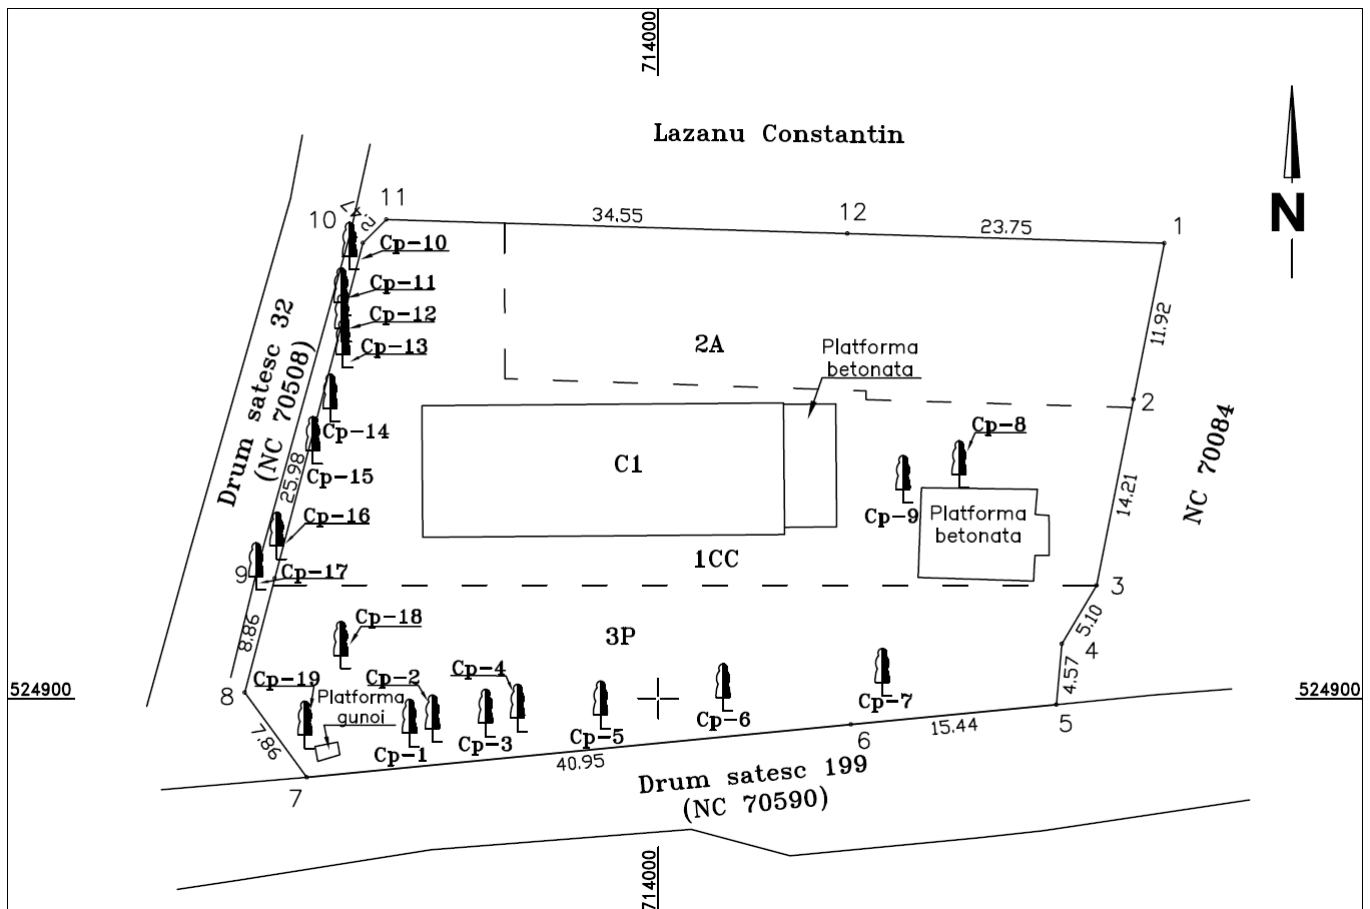 714000
Lazanu Constantin
N
11
10
2.47
34.55
12
23.75
1
Cp-10
Cp-11
Cp-12
Cp-13
11.92
2A
Platforma
betonata
2
Drum satesc 32
(NC 70508)
Cp-14
Cp-15
25.98
C1
Cp-8
Cp-9
Platforma
betonata
14.21
NC 70084
Cp-16
9
Cp-17
1CC
3
8.86
Cp-18
3P
5.10
4
4.57
524900
8
Cp-19
Platforma
gunoi
Cp-2
Cp-4
Cp-7
524900
7.86
Cp-1
Cp-3
Cp-5
Cp-6
6
15.44
5
7
40.95
Drum satesc 199
(NC 70590)
714000